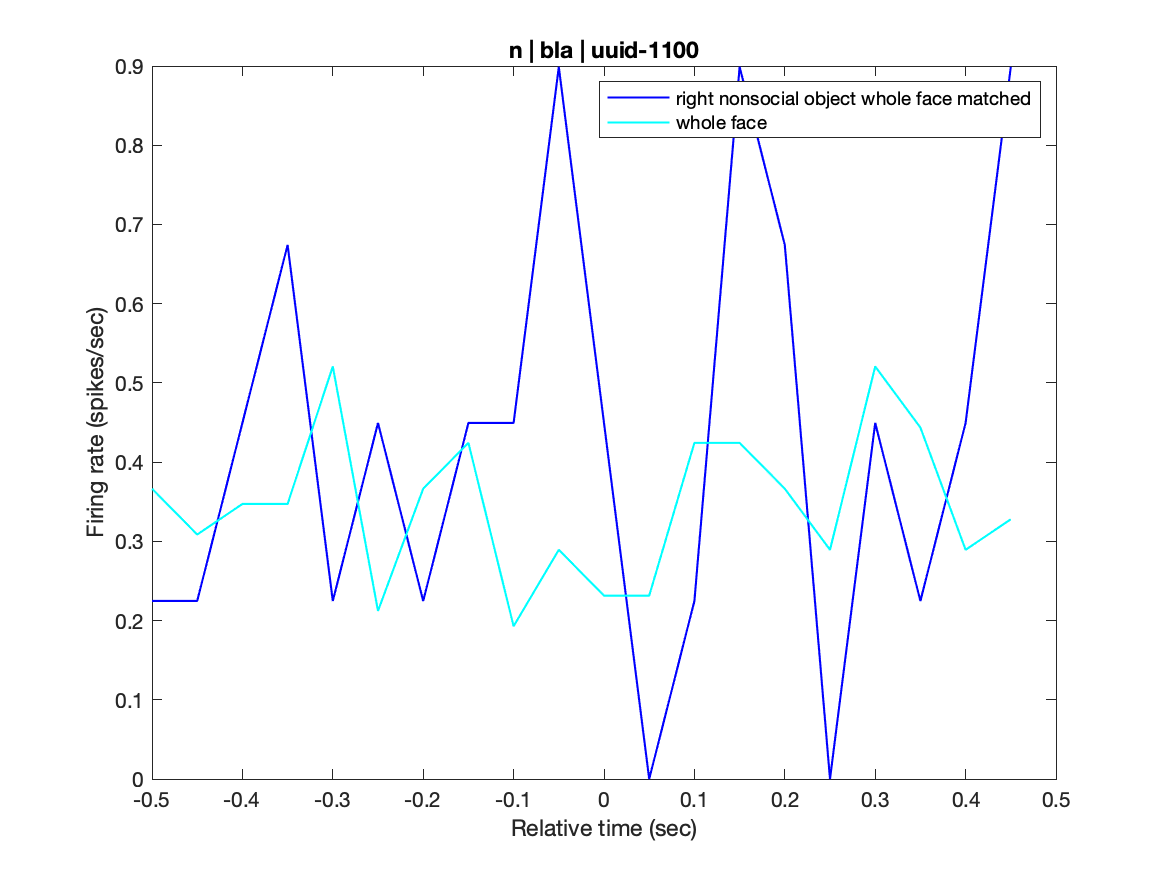 n | bla | uuid-1100
right nonsocial object whole face matched
whole face
Firing rate (spikes/sec)
0.9
0.8
0.7
0.6
0.5
0.4
0.3
0.2
0.1
0
-0.5 -0.4 -0.3 -0.2 -0.1 0 0.1 0.2 0.3 0.4 0.5
Relative time (sec)